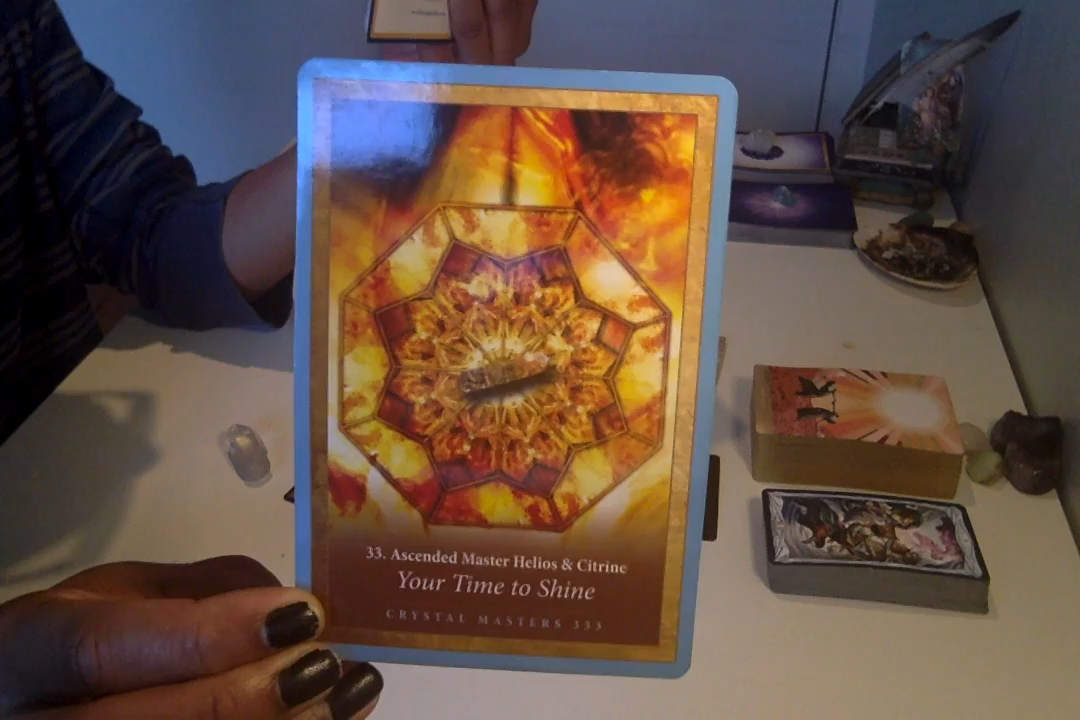 33. Ascended Master Helios & Citrine
Your Time to Shine
CRYSTAL MASTERS 333